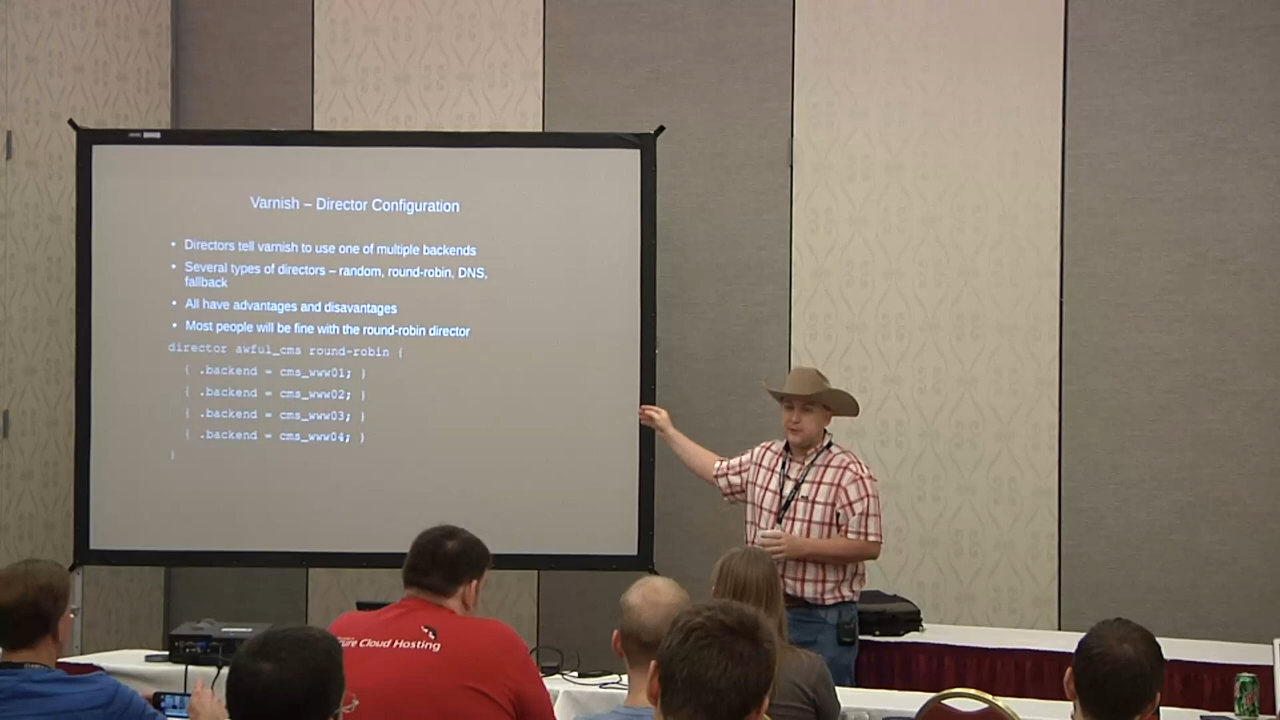 Varnish – Director Configuration
• Directors tell varnish to use one of multiple backends
• Several types of directors – random, round-robin, DNS,
fallback
• All have advantages and disavantages
• Most people will be fine with the round-robin director
director awful_cms round-robin {
{ .backend = cms_www01; }
{ .backend = cms_www02; }
{ .backend = cms_www03; }
{ .backend = cms_www04; }
}
Cloud Hosting